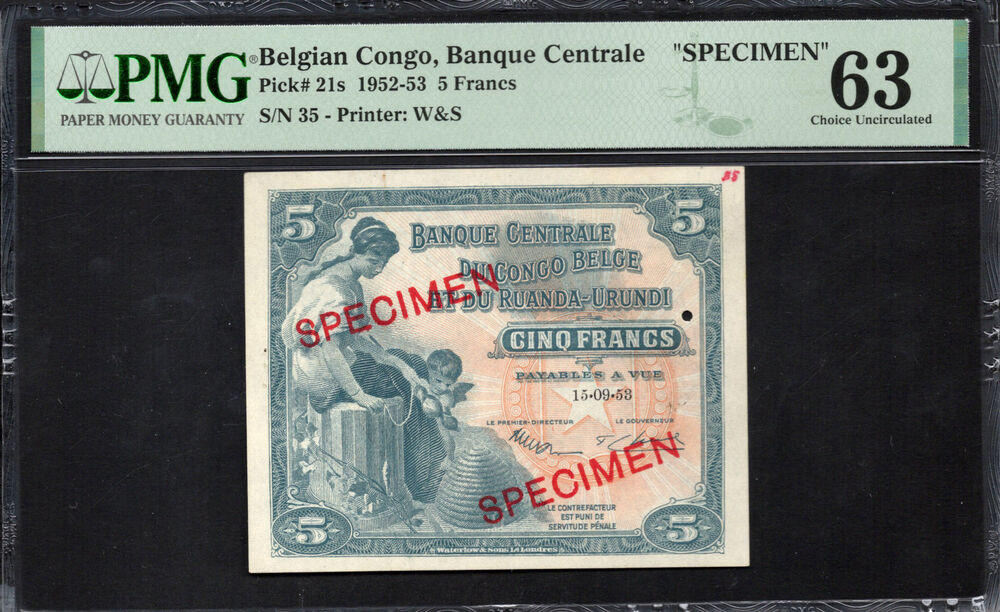 PMG® Belgian Congo, Banque Centrale "SPECIMEN" 63
Pick# 21s 1952-53 5 Francs
PAPER MONEY GUARANTY S/N 35 - Printer: W&S Choice Uncirculated
5 5
BANQUE CENTRALE
DU CONGO BELGE
ET DU RUANDA-URUNDI
SPECIMEN
CINQ FRANCS
PAYABLES A VUE
15·09·53
LE PREMIER-DIRECTEUR LE GOUVERNEUR
SPECIMEN
LE CONTREFACTEUR
EST PUNI DE
SERVITUDE PÉNALE
5 5
Waterlow & Sons Ld Londres